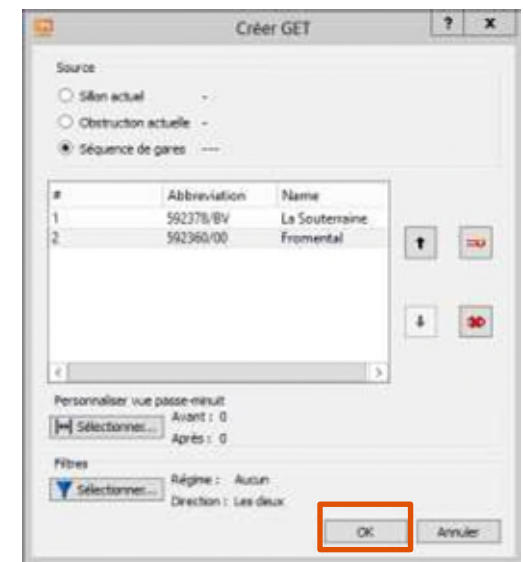 Créer GET ? X
Source
Sillon actuel -
Obstruction actuelle -
Séquence de gares ---
# Abbreviation Name
1 592378/BV La Souterraine
2 592360/00 Fromental
Personnaliser vue passe-minuit
Sélectionner... Avant : 0
Après : 0
Filtres
Sélectionner... Régime : Aucun
Direction : Les deux
OK Annuler